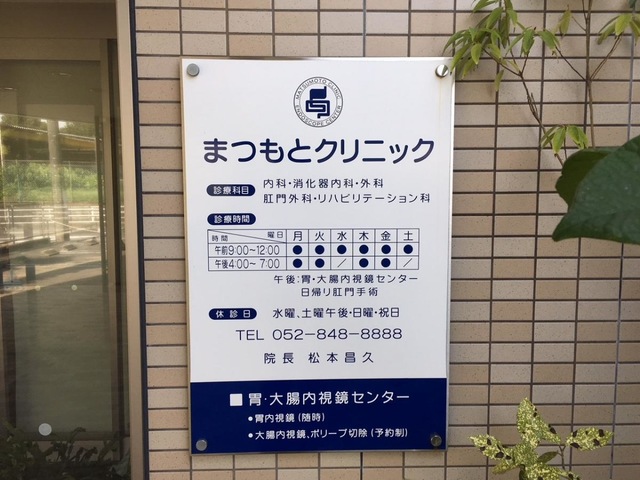 MATSUMOTO CLINIC
ENDOSCOPE CENTER
まつもとクリニック
診療科目 内科・消化器内科・外科
肛門外科・リハビリテーション科
診療時間
時間 曜日 月 火 水 木 金 土
午前9:00〜12:00 ● ● ● ● ● ●
午後4:00〜7:00 ● ● ／ ● ● ／
午後:胃・大腸内視鏡センター
日帰り肛門手術
休診日 水曜、土曜午後・日曜・祝日
TEL 052-848-8888
院長 松本昌久
■ 胃・大腸内視鏡センター
●胃内視鏡(随時)
●大腸内視鏡、ポリープ切除(予約制)